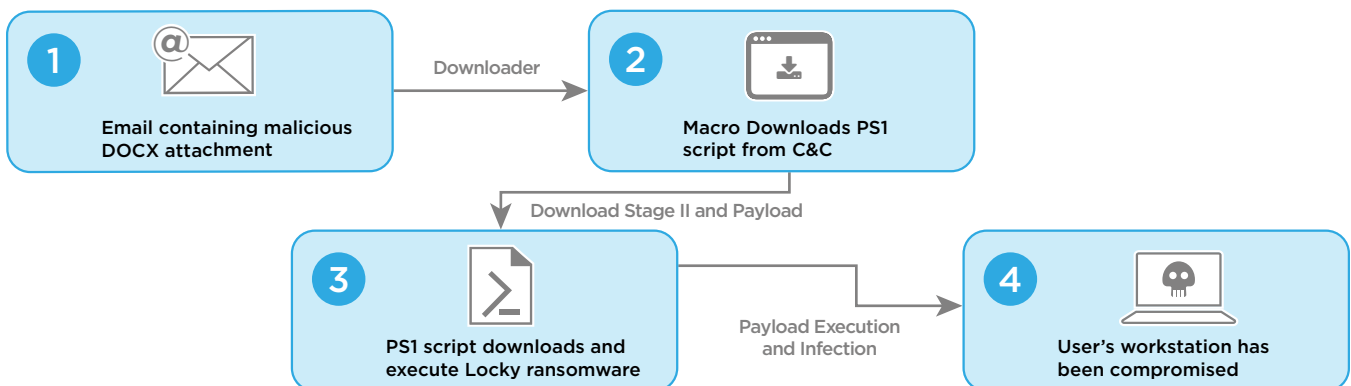 1
@
Email containing malicious
DOCX attachment
Downloader
2
Macro Downloads PS1
script from C&C
Download Stage II and Payload
3
PS1 script downloads and
execute Locky ransomware
Payload Execution
and Infection
4
User's workstation has
been compromised